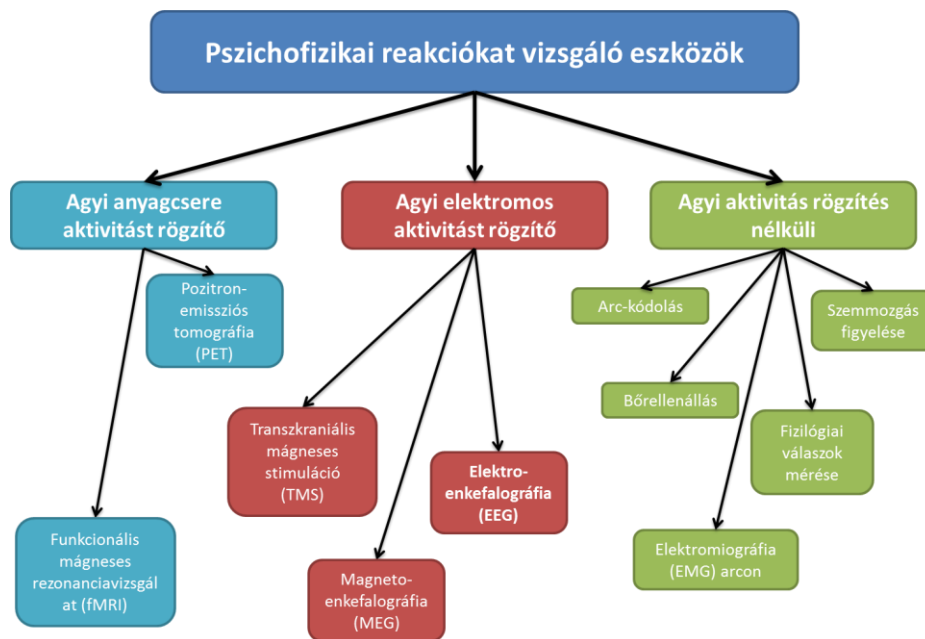 Pszichofizikai reakciókat vizsgáló eszközök
Agyi anyagcsere
aktivitást rögzítő
Pozitron-
emissziós
tomográfia
(PET)
Funkcionális
mágneses
rezonanciavizsgál
at (fMRI)
Agyi elektromos
aktivitást rögzítő
Transzkraniális
mágneses
stimuláció
(TMS)
Elektro-
enkefalográfia
(EEG)
Magneto-
enkefalográfia
(MEG)
Agyi aktivitás rögzítés
nélküli
Arc-kódolás
Szemmozgás
figyelése
Bőrellenállás
Fizilógiai
válaszok
mérése
Elektromiográfia
(EMG) arcon